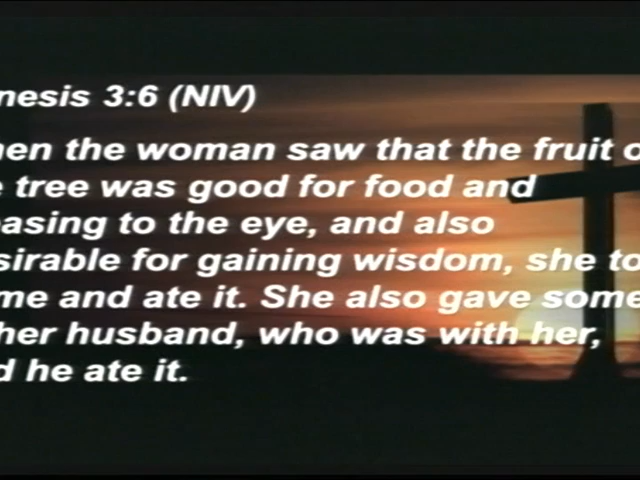 nesis 3:6 (NIV)
hen the woman saw that the fruit o
e tree was good for food and
easing to the eye, and also
sirable for gaining wisdom, she to
me and ate it. She also gave some
her husband, who was with her,
d he ate it.